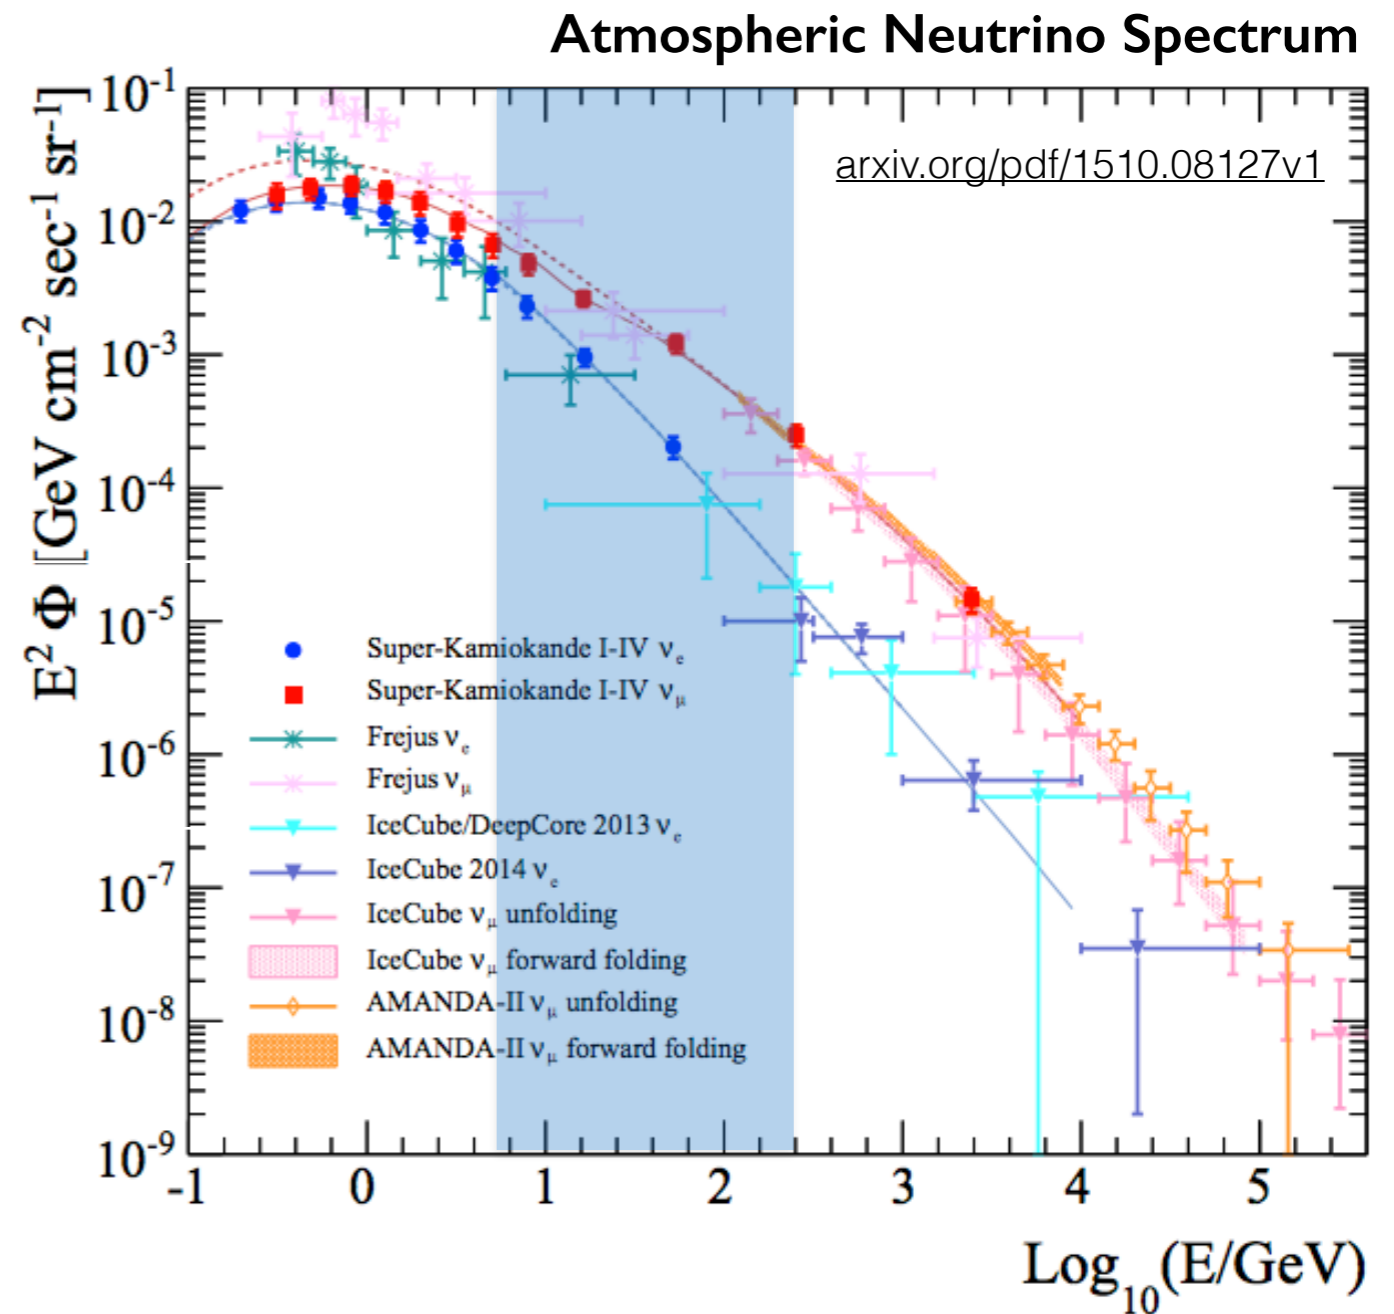 Atmospheric Neutrino Spectrum
arxiv.org/pdf/1510.08127v1
E² Φ [GeV cm⁻² sec⁻¹ sr⁻¹]
10⁻¹
10⁻²
10⁻³
10⁻⁴
10⁻⁵
10⁻⁶
10⁻⁷
10⁻⁸
10⁻⁹
Super-Kamiokande I-IV νₑ
Super-Kamiokande I-IV ν_μ
Frejus νₑ
Frejus ν_μ
IceCube/DeepCore 2013 νₑ
IceCube 2014 νₑ
IceCube ν_μ unfolding
IceCube ν_μ forward folding
AMANDA-II ν_μ unfolding
AMANDA-II ν_μ forward folding
-1 0 1 2 3 4 5
Log₁₀(E/GeV)